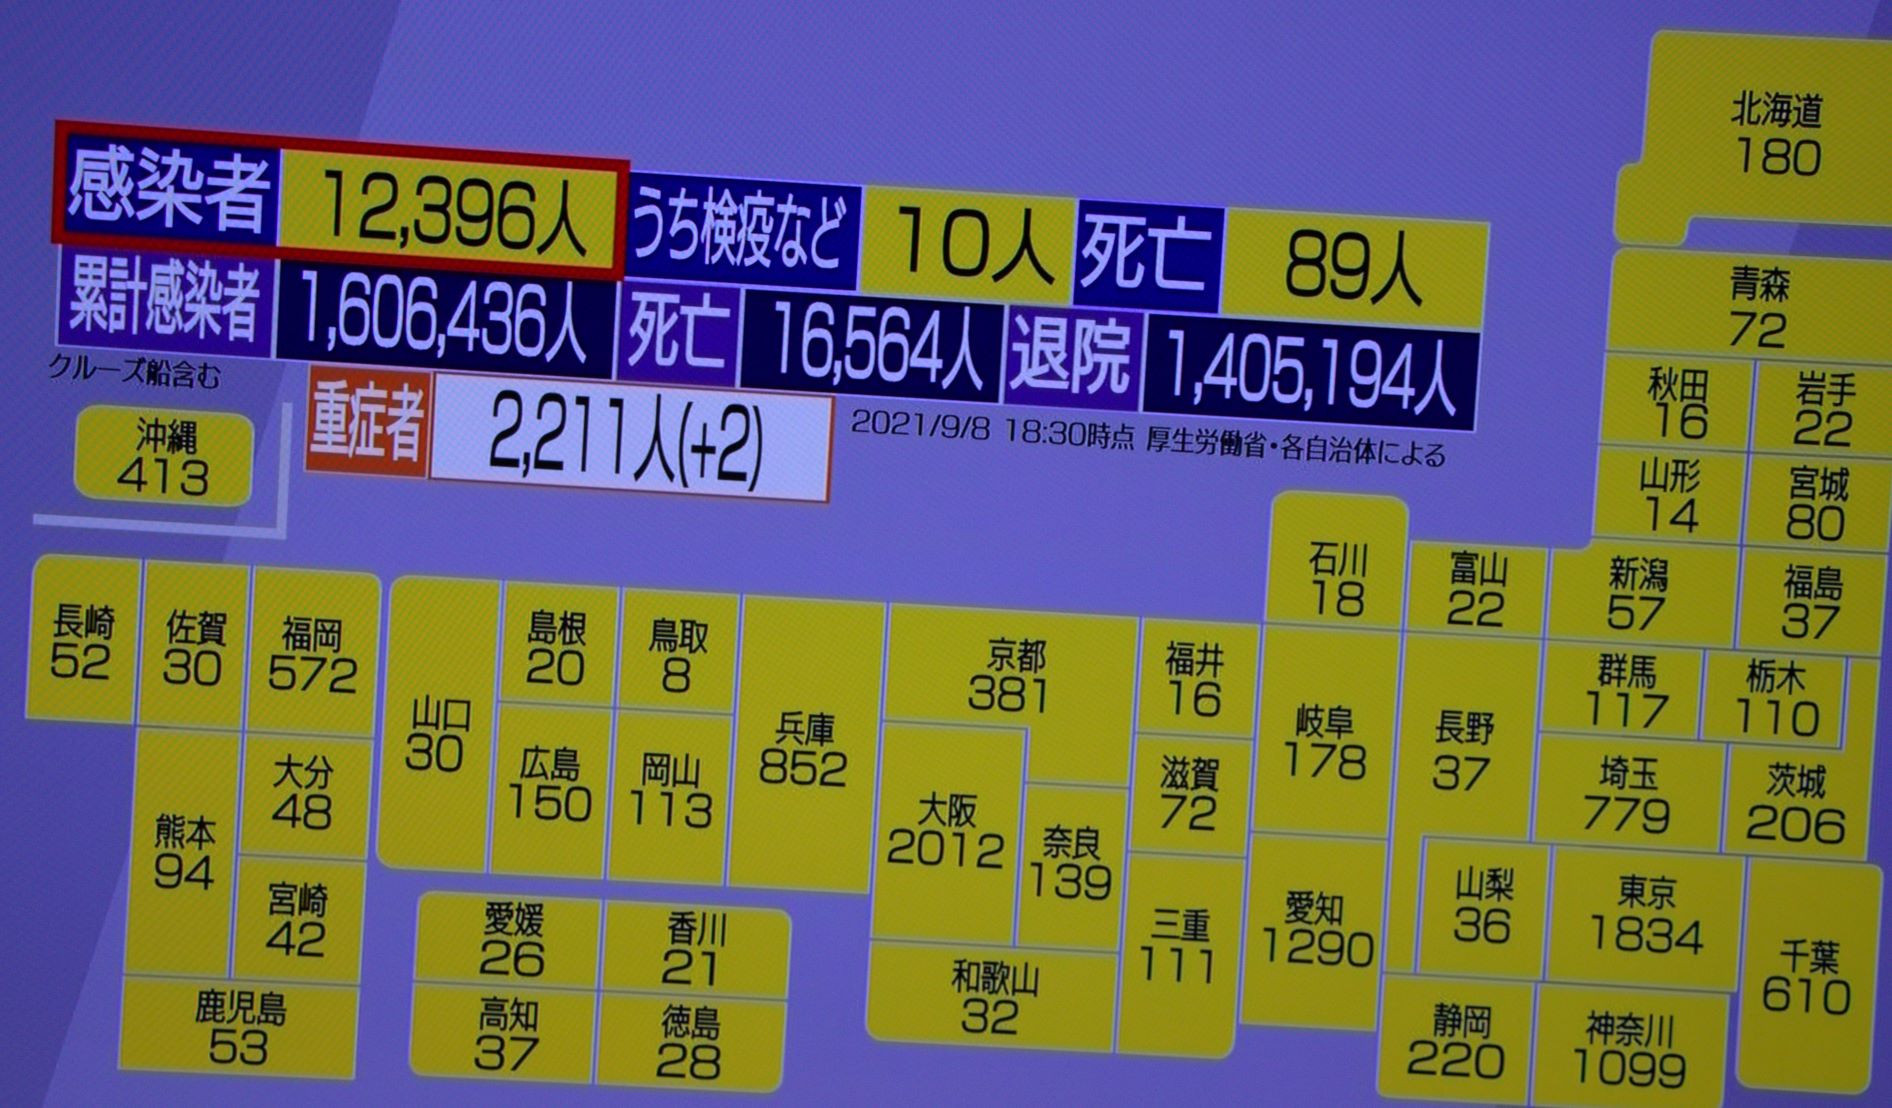 感染者 12,396人 うち検疫など 10人 死亡 89人
累計感染者 1,606,436人 死亡 16,564人 退院 1,405,194人
クルーズ船含む
重症者 2,211人(+2)
2021/9/8 18:30時点 厚生労働省・各自治体による
北海道
180
青森
72
秋田
16
岩手
22
山形
14
宮城
80
沖縄
413
石川
18
富山
22
新潟
57
福島
37
長崎
52
佐賀
30
福岡
572
山口
30
島根
20
鳥取
8
兵庫
852
京都
381
福井
16
岐阜
178
長野
37
群馬
117
栃木
110
熊本
94
大分
48
広島
150
岡山
113
大阪
2012
奈良
139
滋賀
72
埼玉
779
茨城
206
宮崎
42
三重
111
愛知
1290
山梨
36
東京
1834
千葉
610
愛媛
26
香川
21
和歌山
32
鹿児島
53
高知
37
徳島
28
静岡
220
神奈川
1099